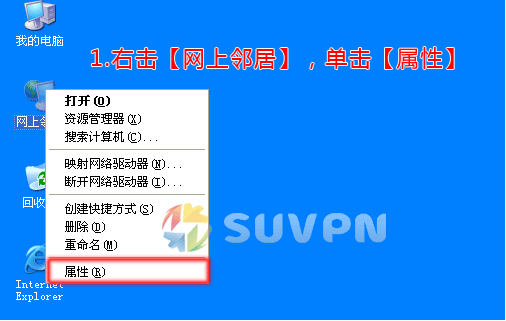 我的电脑
1.右击【网上邻居】，单击【属性】
网上邻
打开(O)
资源管理器(X)
搜索计算机(C)...
映射网络驱动器(N)...
断开网络驱动器(I)...
回收
创建快捷方式(S)
删除(D)
重命名(M)
SUVPN
属性(R)
Internet
Explorer